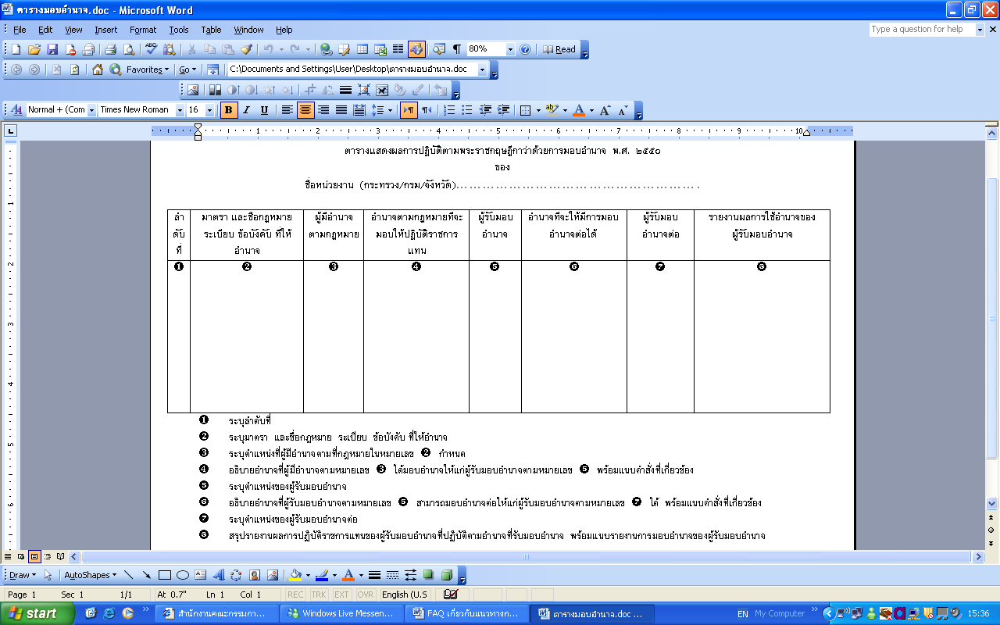 ตารางมอบอำนาจ.doc - Microsoft Word
File Edit View Insert Format Tools Table Window Help
Type a question for help
80%
Read
Favorites Go C:\Documents and Settings\User\Desktop\ตารางมอบอำนาจ.doc
Normal + (Com Times New Roman 16 B I U
1 2 3 4 5 6 7 8 9 10
ตารางแสดงผลการปฏิบัติตามพระราชกฤษฎีกาว่าด้วยการมอบอำนาจ พ.ศ. ๒๕๕๐
ของ
ชื่อหน่วยงาน (กระทรวง/กรม/จังหวัด)……………………………………………….
ลำดับที่
มาตรา และชื่อกฎหมาย ระเบียบ ข้อบังคับ ที่ให้อำนาจ
ผู้มีอำนาจตามกฎหมาย
อำนาจตามกฎหมายที่จะมอบให้ปฏิบัติราชการแทน
ผู้รับมอบอำนาจ
อำนาจที่จะให้มีการมอบอำนาจต่อได้
ผู้รับมอบอำนาจต่อ
รายงานผลการใช้อำนาจของผู้รับมอบอำนาจ
❶ ❷ ❸ ❹ ❺ ❻ ❼ ❽
❶ ระบุลำดับที่
❷ ระบุมาตรา และชื่อกฎหมาย ระเบียบ ข้อบังคับ ที่ให้อำนาจ
❸ ระบุตำแหน่งที่ผู้มีอำนาจตามที่กฎหมายในหมายเลข ❷ กำหนด
❹ อธิบายอำนาจที่ผู้มีอำนาจตามหมายเลข ❸ ได้มอบอำนาจให้แก่ผู้รับมอบอำนาจตามหมายเลข ❺ พร้อมแนบคำสั่งที่เกี่ยวข้อง
❺ ระบุตำแหน่งของผู้รับมอบอำนาจ
❻ อธิบายอำนาจที่ผู้รับมอบอำนาจตามหมายเลข ❺ สามารถมอบอำนาจต่อให้แก่ผู้รับมอบอำนาจตามหมายเลข ❼ ได้ พร้อมแนบคำสั่งที่เกี่ยวข้อง
❼ ระบุตำแหน่งของผู้รับมอบอำนาจต่อ
❽ สรุปรายงานผลการปฏิบัติราชการแทนของผู้รับมอบอำนาจที่ปฏิบัติตามอำนาจที่รับมอบอำนาจ พร้อมแนบรายงานการมอบอำนาจของผู้รับมอบอำนาจ
Draw AutoShapes
Page 1 Sec 1 1/1 At 0.7" Ln 1 Col 1 REC TRK EXT OVR English (U.S
start สำนักงานคณะกรรมกา... Windows Live Messen... FAQ เกี่ยวกับแนวทางก... ตารางมอบอำนาจ.doc ... EN My Computer 15:36